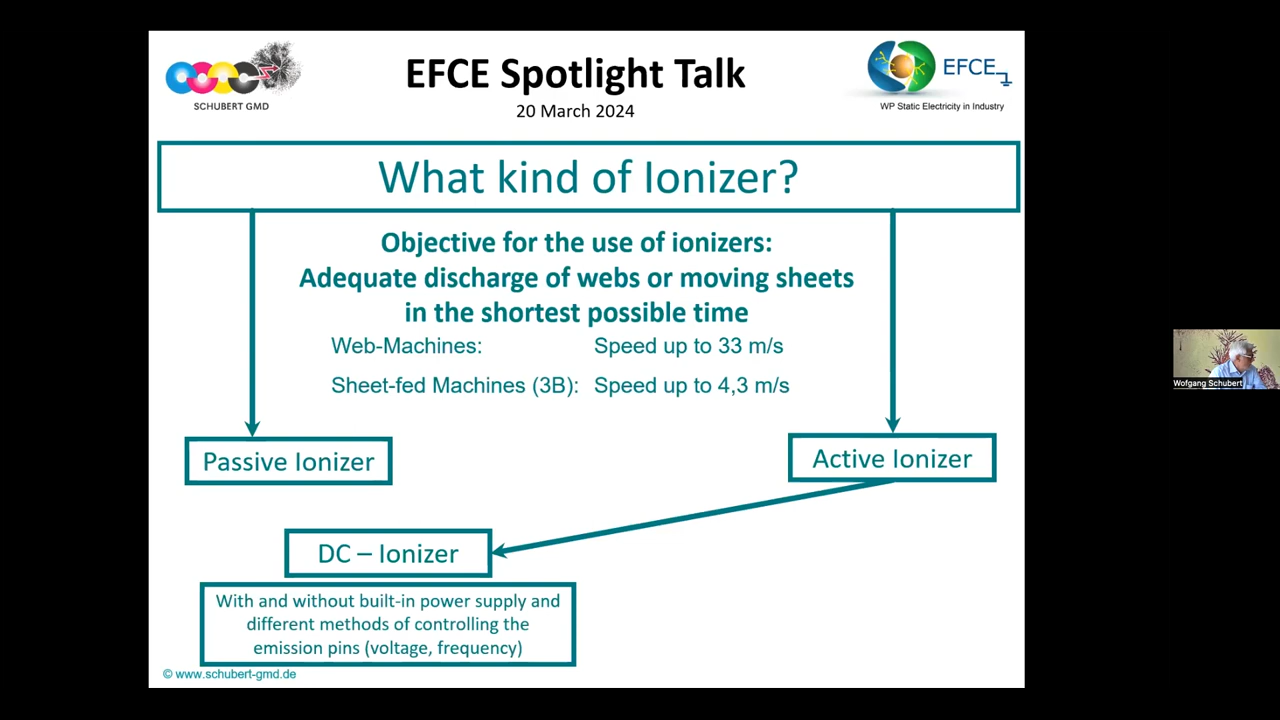 SCHUBERT GMD
EFCE Spotlight Talk
20 March 2024
EFCE
WP Static Electricity in Industry
What kind of Ionizer?
Objective for the use of ionizers:
Adequate discharge of webs or moving sheets
in the shortest possible time
Web-Machines: Speed up to 33 m/s
Sheet-fed Machines (3B): Speed up to 4,3 m/s
Passive Ionizer
Active Ionizer
DC – Ionizer
With and without built-in power supply and
different methods of controlling the
emission pins (voltage, frequency)
© www.schubert-gmd.de
Wofgang Schubert